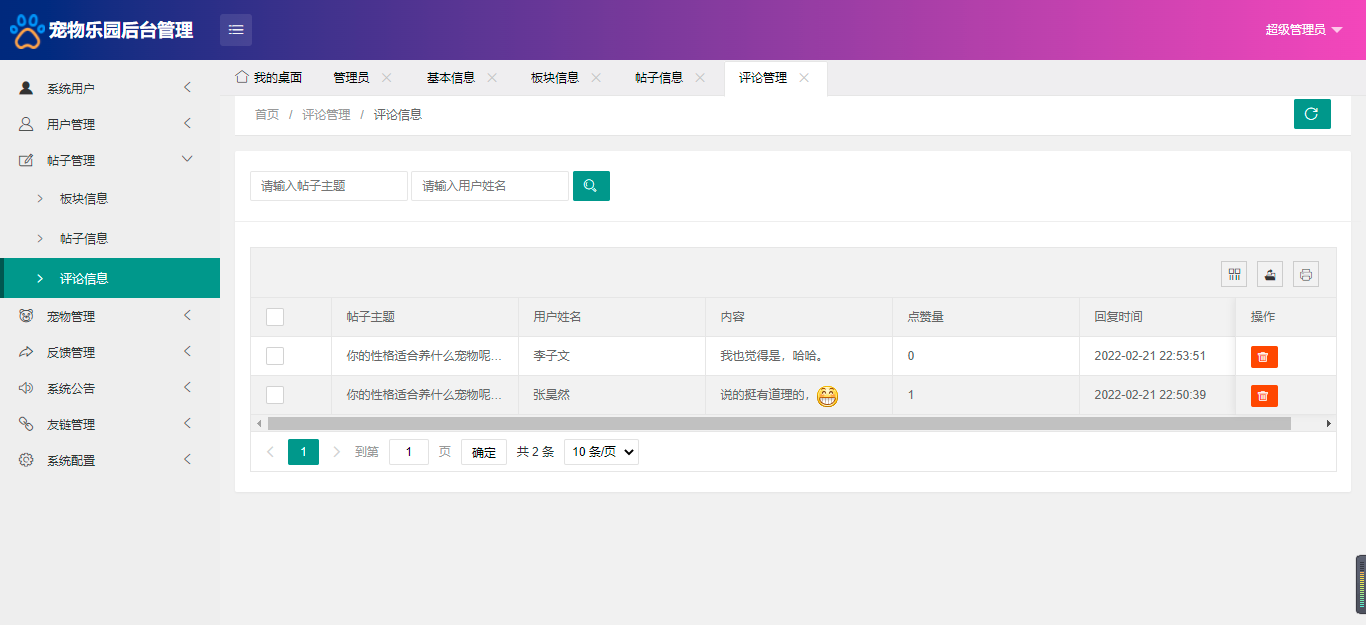 宠物乐园后台管理
超级管理员
系统用户
用户管理
帖子管理
板块信息
帖子信息
评论信息
宠物管理
反馈管理
系统公告
友链管理
系统配置
我的桌面 管理员 基本信息 板块信息 帖子信息 评论管理
首页 / 评论管理 / 评论信息
请输入帖子主题 请输入用户姓名
帖子主题 用户姓名 内容 点赞量 回复时间 操作
你的性格适合养什么宠物呢... 李子文 我也觉得是，哈哈。 0 2022-02-21 22:53:51
你的性格适合养什么宠物呢... 张昊然 说的挺有道理的， 1 2022-02-21 22:50:39
1 到第 1 页 确定 共 2 条 10 条/页